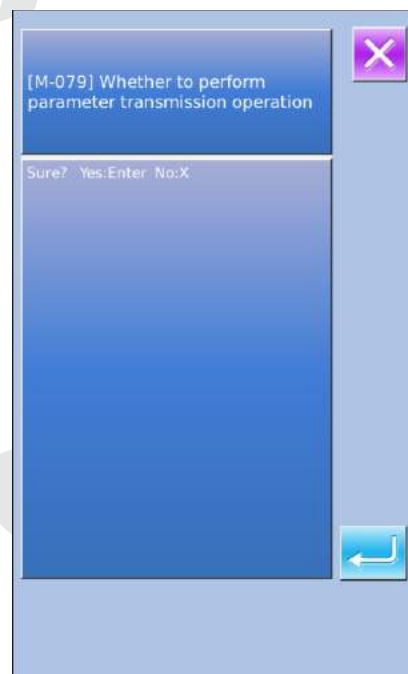 [M-079] Whether to perform
parameter transmission operation
Sure? Yes:Enter No:X